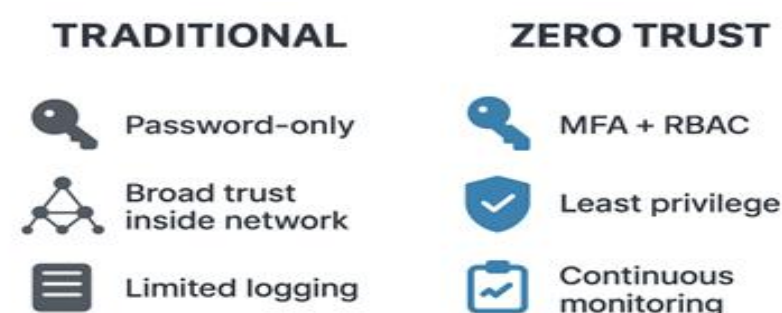 TRADITIONAL
Password-only
Broad trust
inside network
Limited logging
ZERO TRUST
MFA + RBAC
Least privilege
Continuous
monitoring